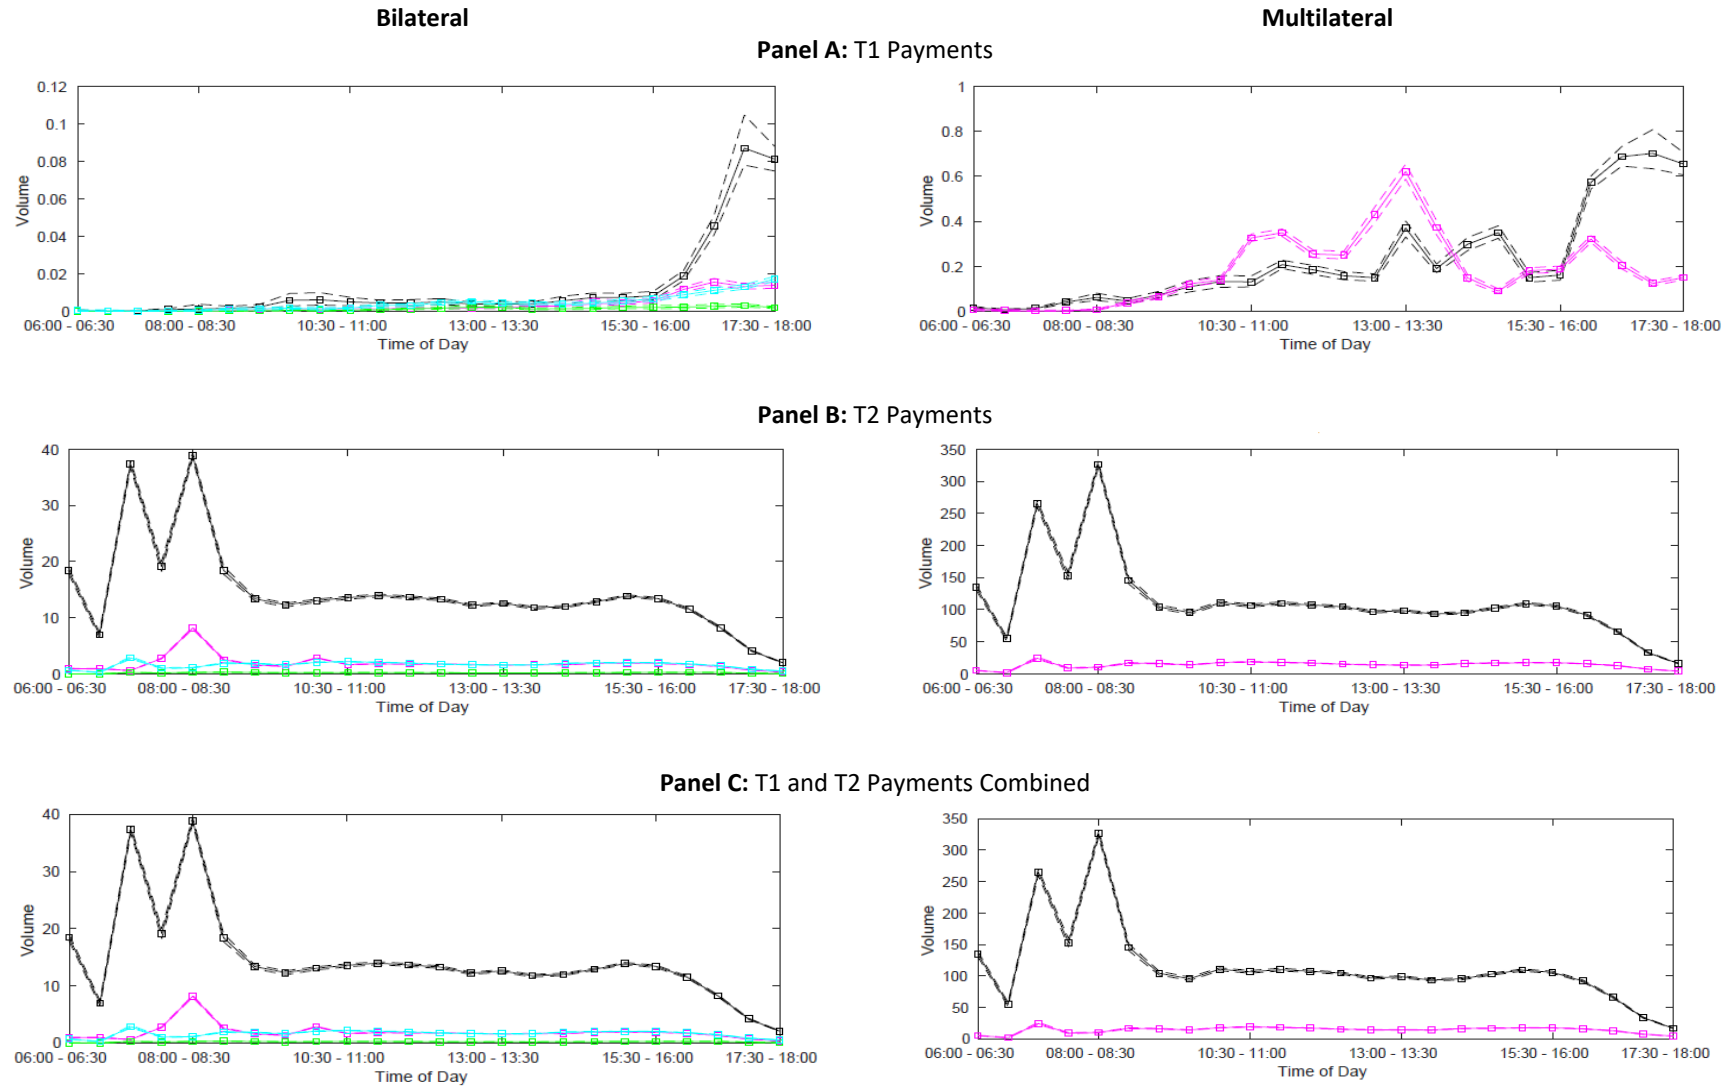 Bilateral
Multilateral
Panel A: T1 Payments
0.12
0.1
0.08
0.06
0.04
0.02
0
Volume
06:00 - 06:30
08:00 - 08:30
10:30 - 11:00
13:00 - 13:30
15:30 - 16:00
17:30 - 18:00
Time of Day
1
0.8
0.6
0.4
0.2
0
Volume
06:00 - 06:30
08:00 - 08:30
10:30 - 11:00
13:00 - 13:30
15:30 - 16:00
17:30 - 18:00
Time of Day
Panel B: T2 Payments
40
30
20
10
0
Volume
06:00 - 06:30
08:00 - 08:30
10:30 - 11:00
13:00 - 13:30
15:30 - 16:00
17:30 - 18:00
Time of Day
350
300
250
200
150
100
50
0
Volume
06:00 - 06:30
08:00 - 08:30
10:30 - 11:00
13:00 - 13:30
15:30 - 16:00
17:30 - 18:00
Time of Day
Panel C: T1 and T2 Payments Combined
40
30
20
10
0
Volume
06:00 - 06:30
08:00 - 08:30
10:30 - 11:00
13:00 - 13:30
15:30 - 16:00
17:30 - 18:00
Time of Day
350
300
250
200
150
100
50
0
Volume
06:00 - 06:30
08:00 - 08:30
10:30 - 11:00
13:00 - 13:30
15:30 - 16:00
17:30 - 18:00
Time of Day